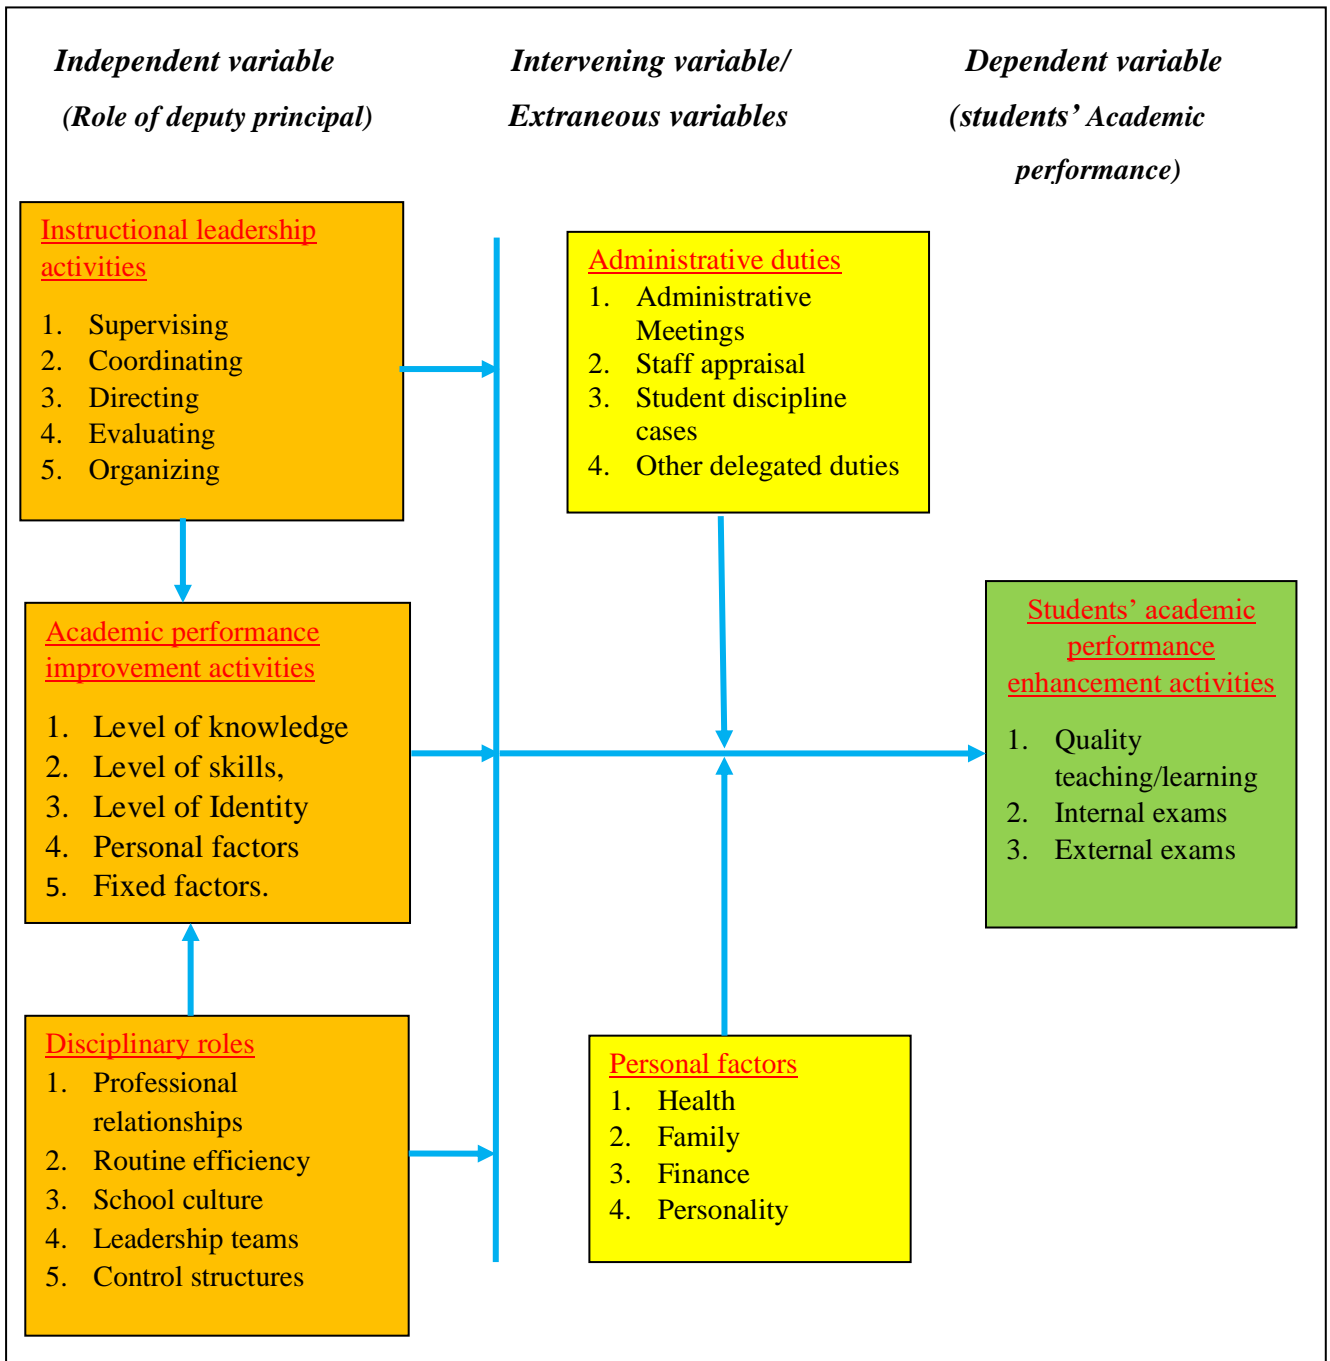 Independent variable
(Role of deputy principal)
Intervening variable/
Extraneous variables
Dependent variable
(students’ Academic
performance)
Instructional leadership
activities
1. Supervising
2. Coordinating
3. Directing
4. Evaluating
5. Organizing
Academic performance
improvement activities
1. Level of knowledge
2. Level of skills,
3. Level of Identity
4. Personal factors
5. Fixed factors.
Disciplinary roles
1. Professional
relationships
2. Routine efficiency
3. School culture
4. Leadership teams
5. Control structures
Administrative duties
1. Administrative
Meetings
2. Staff appraisal
3. Student discipline
cases
4. Other delegated duties
Personal factors
1. Health
2. Family
3. Finance
4. Personality
Students’ academic
performance
enhancement activities
1. Quality
teaching/learning
2. Internal exams
3. External exams